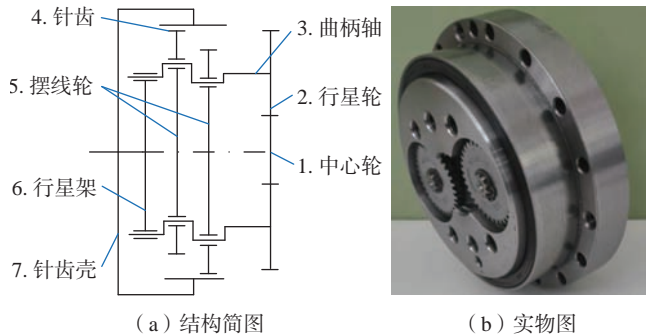 4. 针齿
3. 曲柄轴
5. 摆线轮
2. 行星轮
1. 中心轮
6. 行星架
7. 针齿壳
（a）结构简图
（b）实物图